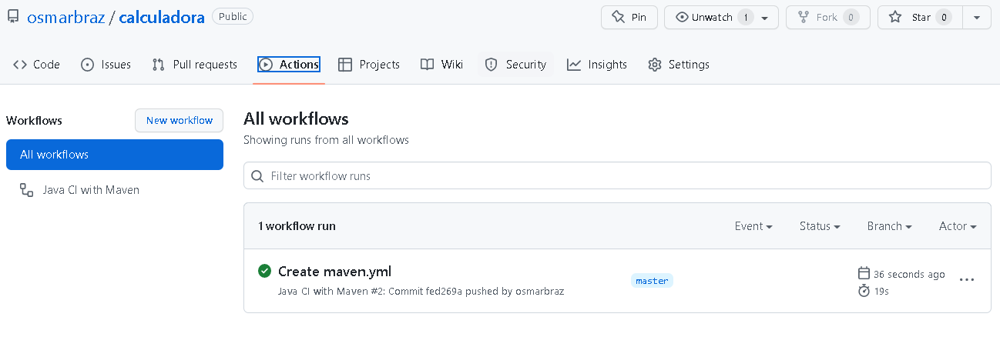 osmarbraz / calculadora Public Pin Unwatch 1 Fork 0 Star 0
Code Issues Pull requests Actions Projects Wiki Security Insights Settings
Workflows New workflow
All workflows
Java CI with Maven
All workflows
Showing runs from all workflows
Filter workflow runs
1 workflow run Event Status Branch Actor
Create maven.yml master 36 seconds ago
Java CI with Maven #2: Commit fed269a pushed by osmarbraz 19s